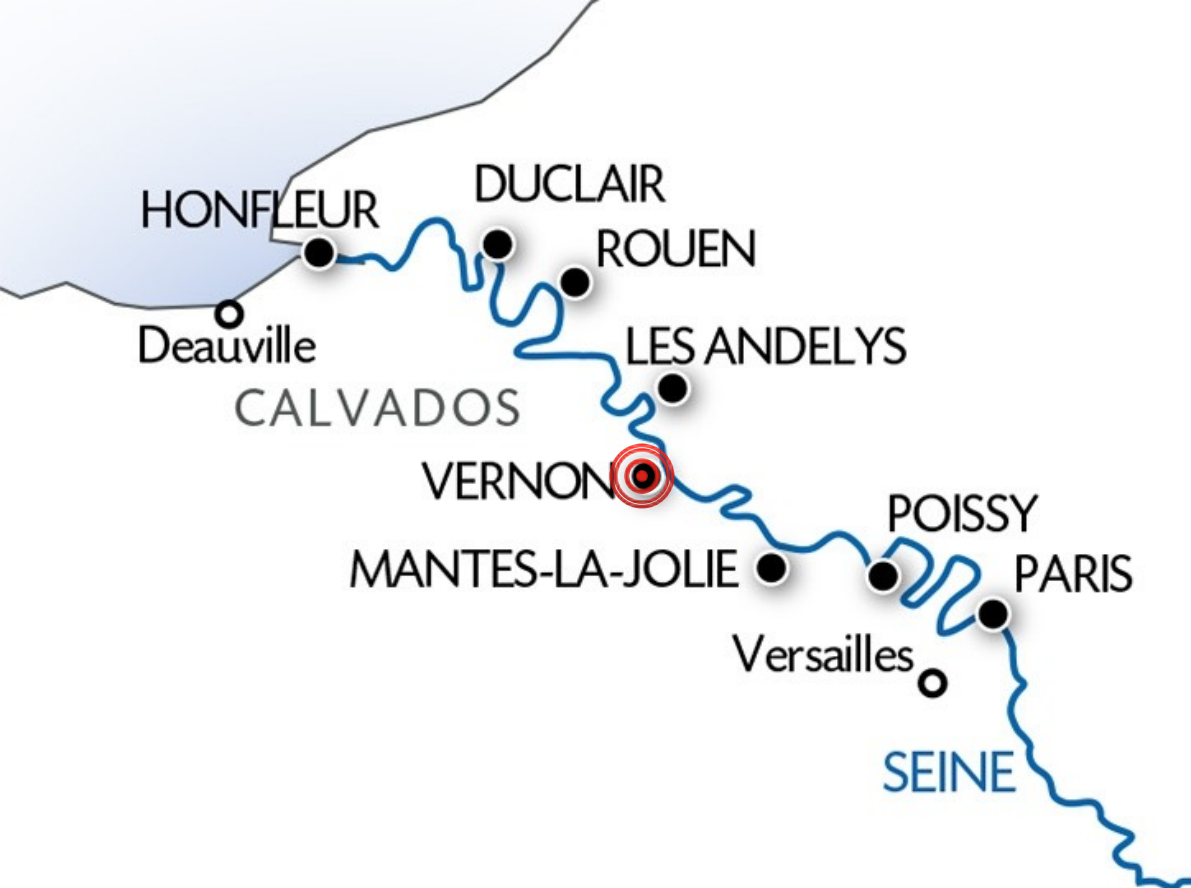 DUCLAIR
HONFLEUR
ROUEN
Deauville
LES ANDELYS
CALVADOS
VERNON
POISSY
MANTES-LA-JOLIE
PARIS
Versailles
SEINE